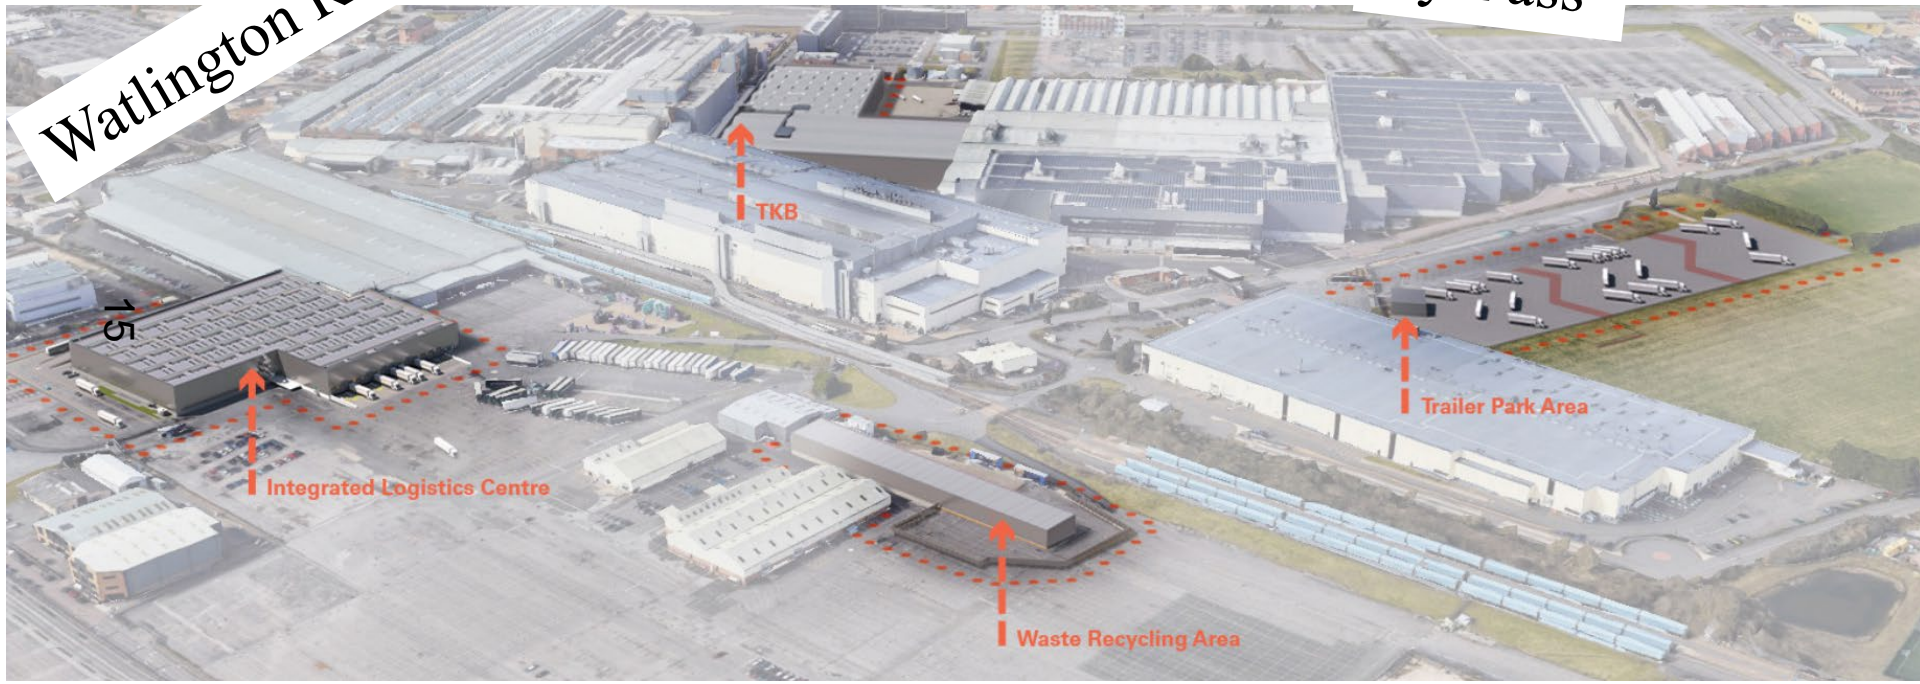 Watlington
TKB
15
Trailer Park Area
Integrated Logistics Centre
Waste Recycling Area